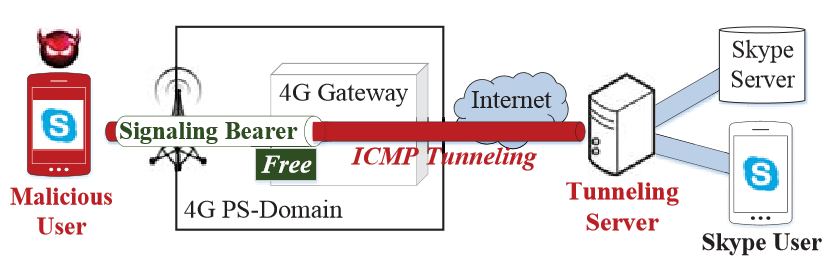 Skype
Server
4G Gateway
Internet
S
Signaling Bearer
Free
ICMP Tunneling
S
Malicious
User
4G PS-Domain
Tunneling
Server
Skype User